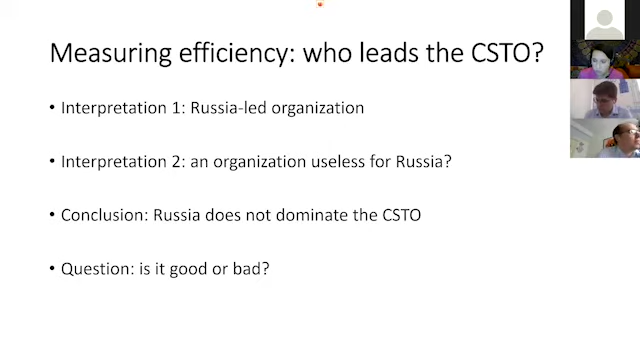 Measuring efficiency: who leads the CSTO?
• Interpretation 1: Russia-led organization
• Interpretation 2: an organization useless for Russia?
• Conclusion: Russia does not dominate the CSTO
• Question: is it good or bad?